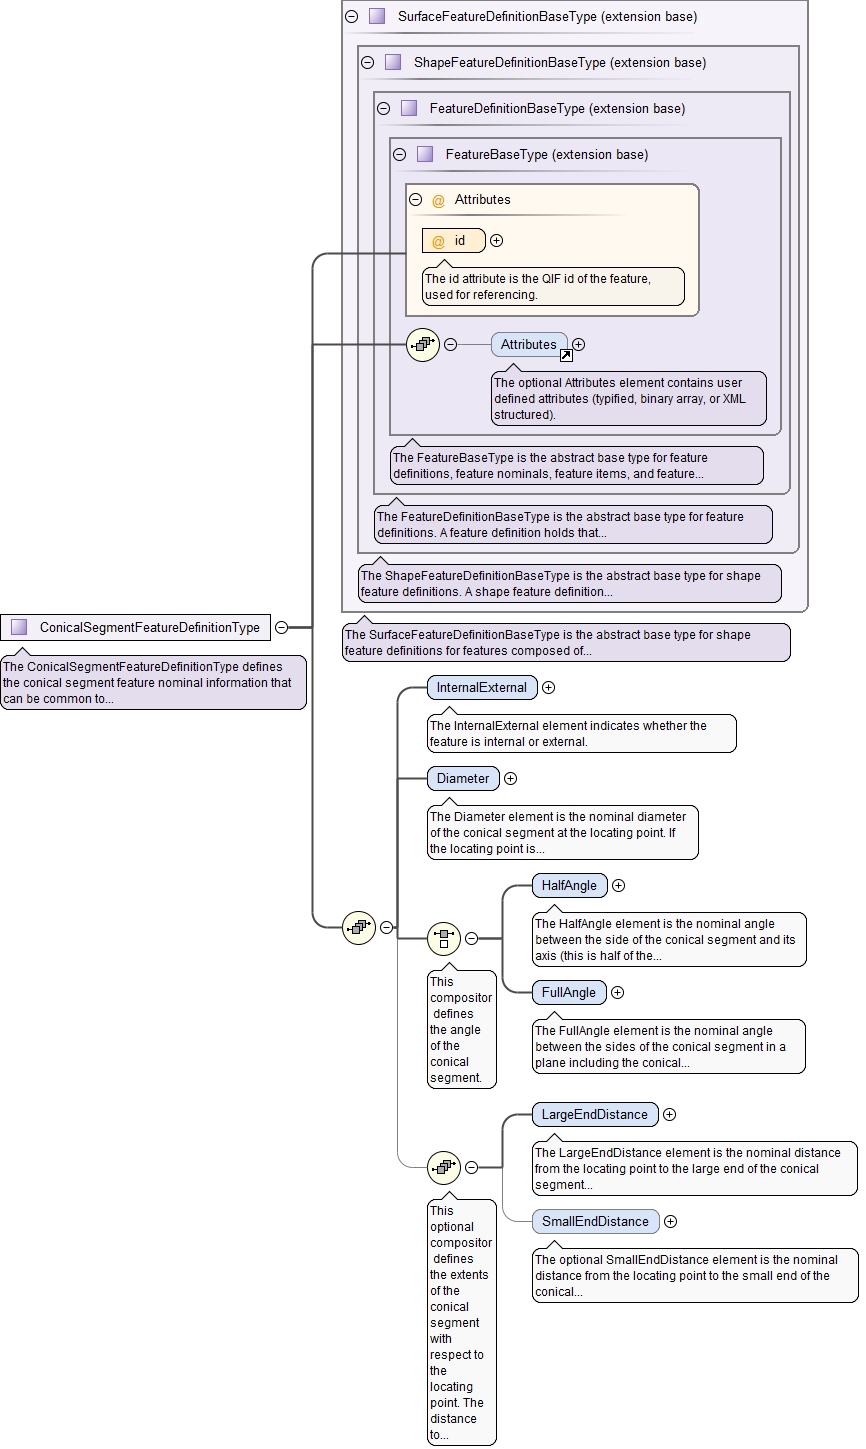 SurfaceFeatureDefinitionBaseType (extension base)
ShapeFeatureDefinitionBaseType (extension base)
FeatureDefinitionBaseType (extension base)
FeatureBaseType (extension base)
@ Attributes
@ id
The id attribute is the QIF id of the feature,
used for referencing.
Attributes
The optional Attributes element contains user
defined attributes (typified, binary array, or XML
structured).
The FeatureBaseType is the abstract base type for feature
definitions, feature nominals, feature items, and feature...
The FeatureDefinitionBaseType is the abstract base type for feature
definitions. A feature definition holds that...
The ShapeFeatureDefinitionBaseType is the abstract base type for shape
feature definitions. A shape feature definition...
The SurfaceFeatureDefinitionBaseType is the abstract base type for shape
feature definitions for features composed of...
ConicalSegmentFeatureDefinitionType
The ConicalSegmentFeatureDefinitionType defines
the conical segment feature nominal information that
can be common to...
InternalExternal
The InternalExternal element indicates whether the
feature is internal or external.
Diameter
The Diameter element is the nominal diameter
of the conical segment at the locating point. If
the locating point is...
This
compositor
defines
the angle
of the
conical
segment.
HalfAngle
The HalfAngle element is the nominal angle
between the side of the conical segment and its
axis (this is half of the...
FullAngle
The FullAngle element is the nominal angle
between the sides of the conical segment in a
plane including the conical...
This
optional
compositor
defines
the extents
of the
conical
segment
with
respect to
the
locating
point. The
distance
to...
LargeEndDistance
The LargeEndDistance element is the nominal distance
from the locating point to the large end of the conical
segment...
SmallEndDistance
The optional SmallEndDistance element is the nominal
distance from the locating point to the small end of the
conical...